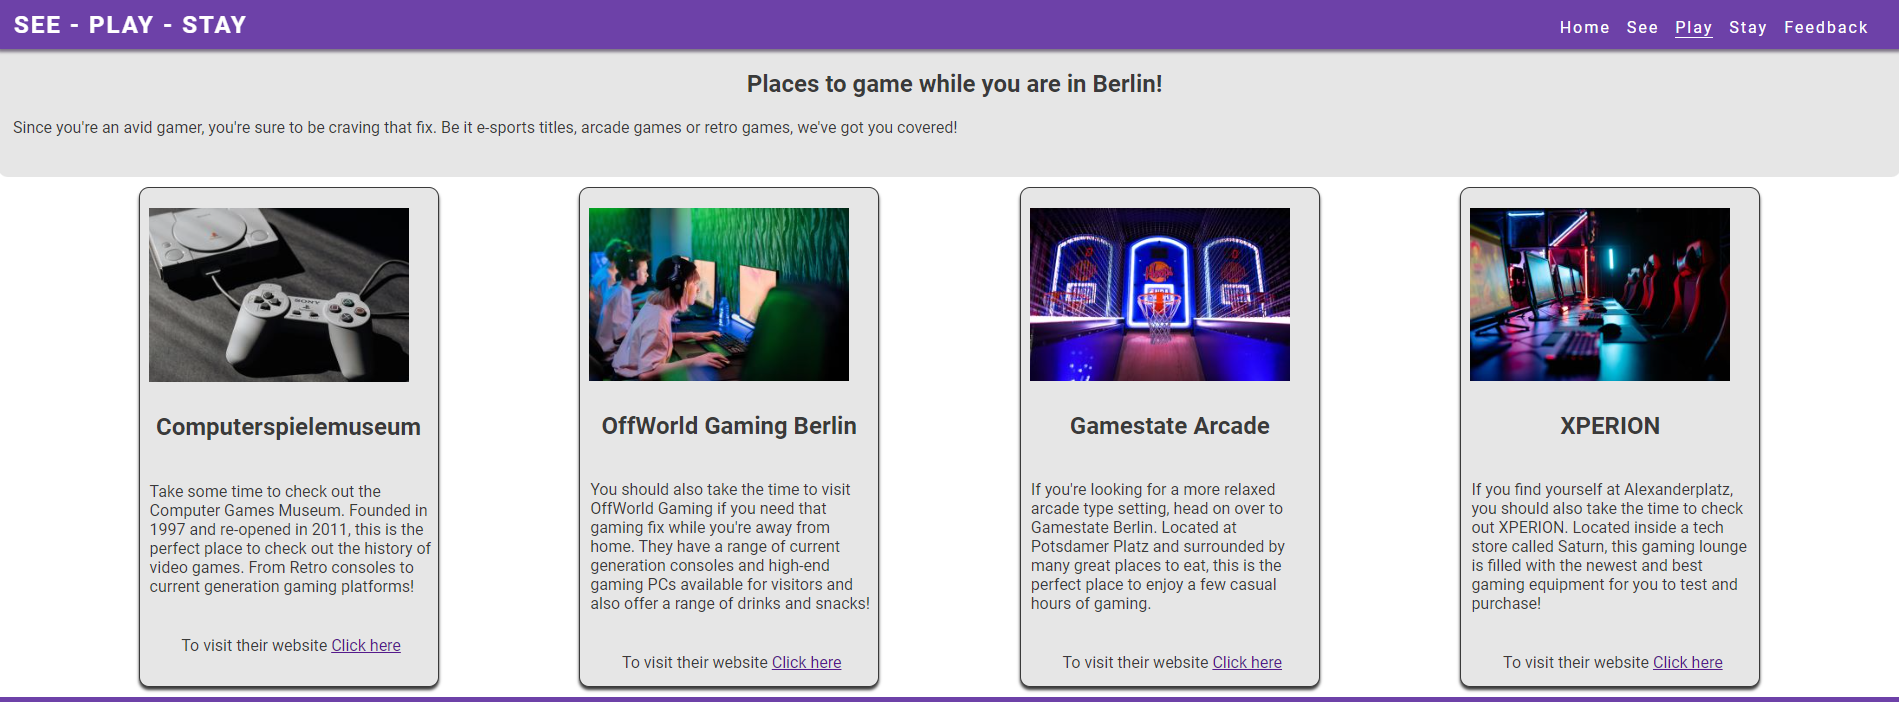 SEE - PLAY - STAY
Home See Play Stay Feedback
Places to game while you are in Berlin!
Since you're an avid gamer, you're sure to be craving that fix. Be it e-sports titles, arcade games or retro games, we've got you covered!
SONY
Computerspielemuseum
Take some time to check out the
Computer Games Museum. Founded in
1997 and re-opened in 2011, this is the
perfect place to check out the history of
video games. From Retro consoles to
current generation gaming platforms!
To visit their website Click here
OffWorld Gaming Berlin
You should also take the time to visit
OffWorld Gaming if you need that
gaming fix while you're away from
home. They have a range of current
generation consoles and high-end
gaming PCs available for visitors and
also offer a range of drinks and snacks!
To visit their website Click here
Gamestate Arcade
If you're looking for a more relaxed
arcade type setting, head on over to
Gamestate Berlin. Located at
Potsdamer Platz and surrounded by
many great places to eat, this is the
perfect place to enjoy a few casual
hours of gaming.
To visit their website Click here
XPERION
If you find yourself at Alexanderplatz,
you should also take the time to check
out XPERION. Located inside a tech
store called Saturn, this gaming lounge
is filled with the newest and best
gaming equipment for you to test and
purchase!
To visit their website Click here